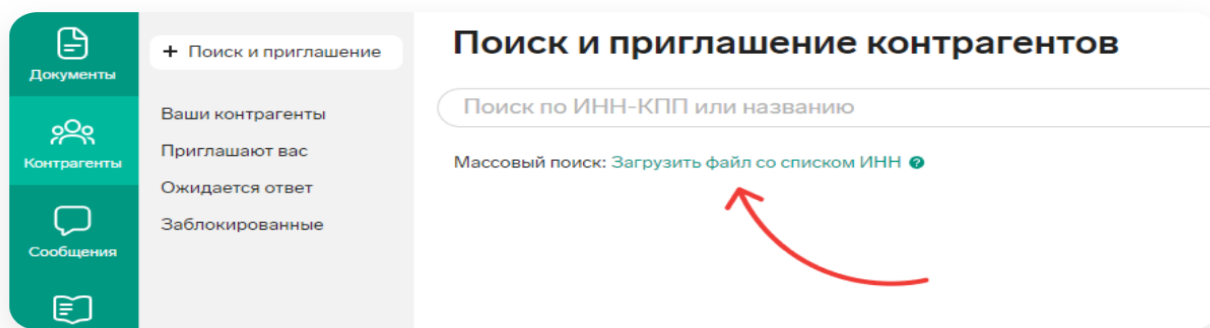 Документы
Контрагенты
Сообщения
+ Поиск и приглашение
Ваши контрагенты
Приглашают вас
Ожидается ответ
Заблокированные
Поиск и приглашение контрагентов
Поиск по ИНН-КПП или названию
Массовый поиск: Загрузить файл со списком ИНН ?